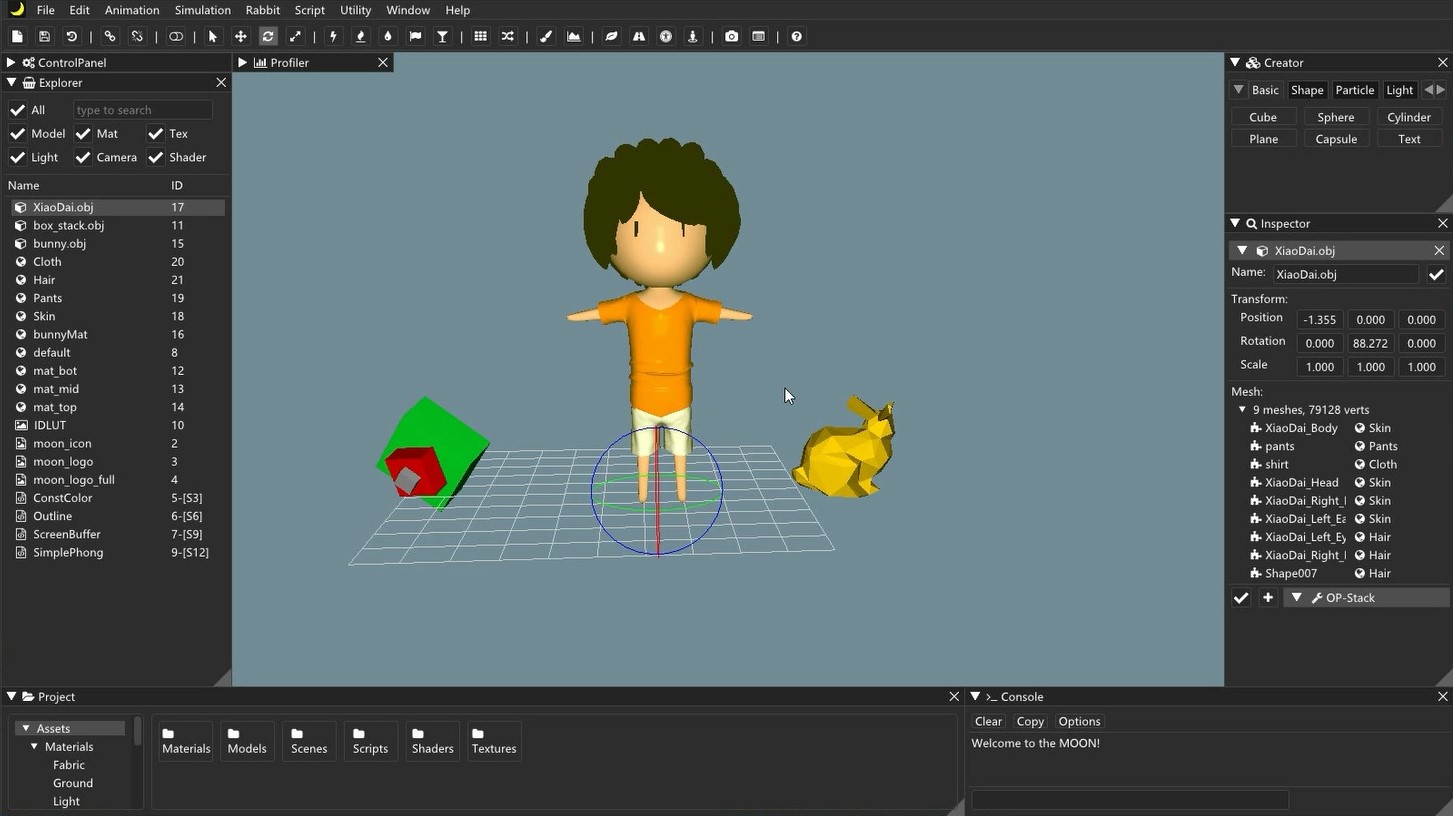 File Edit Animation Simulation Rabbit Script Utility Window Help
ControlPanel
Profiler
Creator
Explorer
All type to search
Model Mat Tex
Light Camera Shader
Name ID
XiaoDai.obj 17
box_stack.obj 11
bunny.obj 15
Cloth 20
Hair 21
Pants 19
Skin 18
bunnyMat 16
default 8
mat_bot 12
mat_mid 13
mat_top 14
IDLUT 10
moon_icon 2
moon_logo 3
moon_logo_full 4
ConstColor 5-[S3]
Outline 6-[S6]
ScreenBuffer 7-[S9]
SimplePhong 9-[S12]
Basic Shape Particle Light
Cube Sphere Cylinder
Plane Capsule Text
Inspector
XiaoDai.obj
Name: XiaoDai.obj
Transform:
Position -1.355 0.000 0.000
Rotation 0.000 88.272 0.000
Scale 1.000 1.000 1.000
Mesh:
9 meshes, 79128 verts
XiaoDai_Body Skin
pants Pants
shirt Cloth
XiaoDai_Head Skin
XiaoDai_Right_ Skin
XiaoDai_Left_Ea Skin
XiaoDai_Left_Ey Hair
XiaoDai_Right_ Hair
Shape007 Hair
OP-Stack
Project
Assets
Materials
Fabric
Ground
Light
Materials Models Scenes Scripts Shaders Textures
>_ Console
Clear Copy Options
Welcome to the MOON!